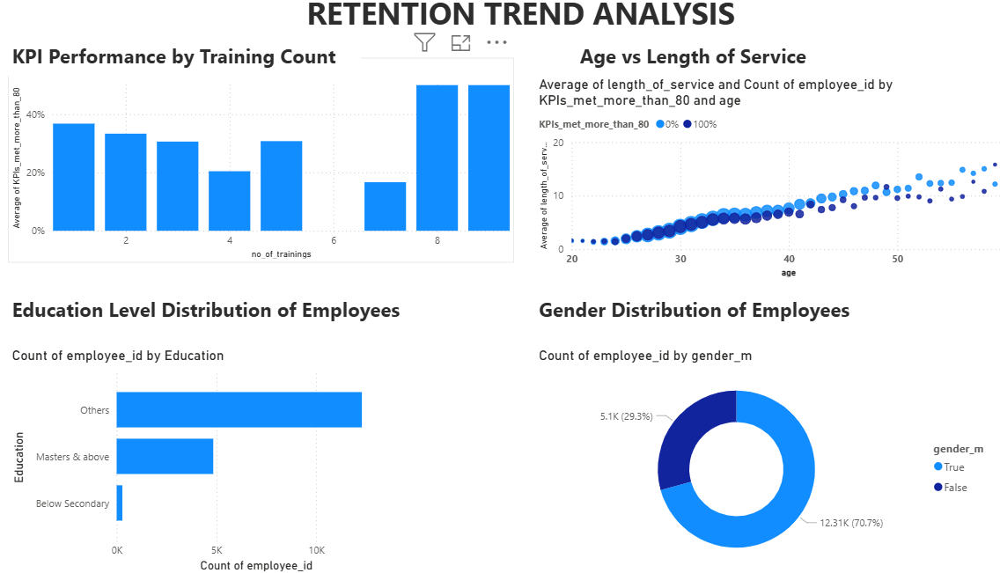 RETENTION TREND ANALYSIS
KPI Performance by Training Count
Average of KPIs_met_more_than_80
40%
20%
0%
2
4
6
8
no_of_trainings
Age vs Length of Service
Average of length_of_service and Count of employee_id by
KPIs_met_more_than_80 and age
KPIs_met_more_than_80 0% 100%
Average of length_of_serv...
20
10
0
20
30
40
50
age
Education Level Distribution of Employees
Count of employee_id by Education
Education
Others
Masters & above
Below Secondary
0K
5K
10K
Count of employee_id
Gender Distribution of Employees
Count of employee_id by gender_m
5.1K (29.3%)
12.31K (70.7%)
gender_m
True
False